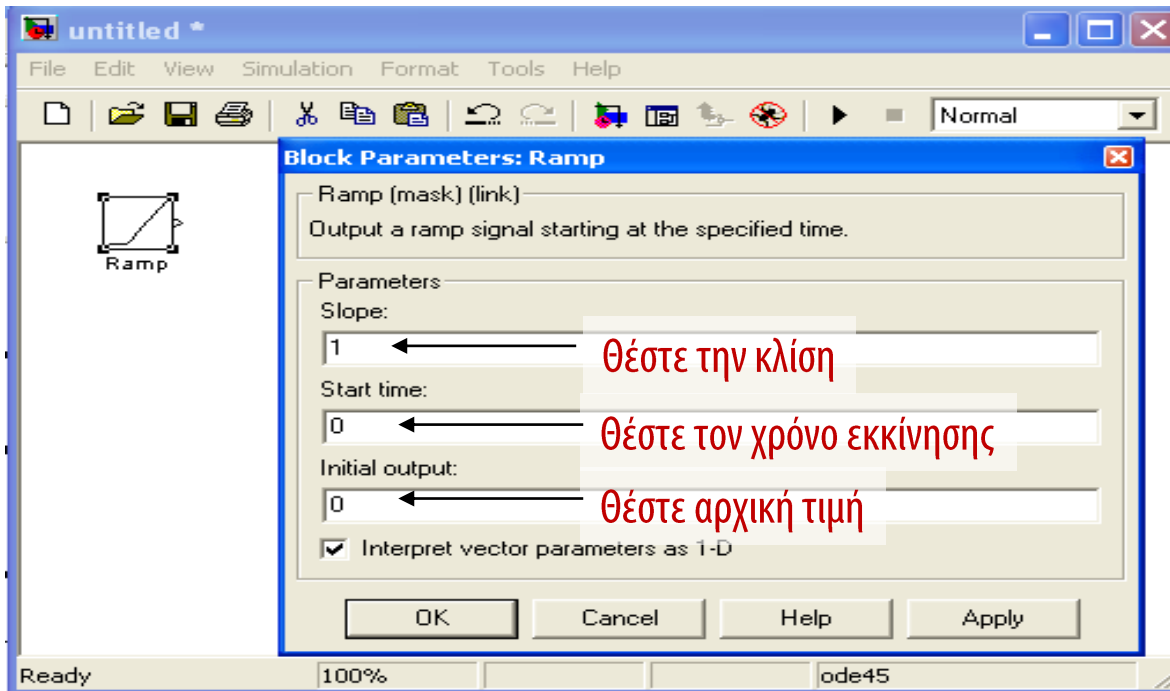 untitled *
File Edit View Simulation Format Tools Help
Normal
Block Parameters: Ramp
Ramp (mask) (link)
Output a ramp signal starting at the specified time.
Ramp
Parameters
Slope:
1
Θέστε την κλίση
Start time:
0
Θέστε τον χρόνο εκκίνησης
Initial output:
0
Θέστε αρχική τιμή
Interpret vector parameters as 1-D
OK Cancel Help Apply
Ready 100% ode45